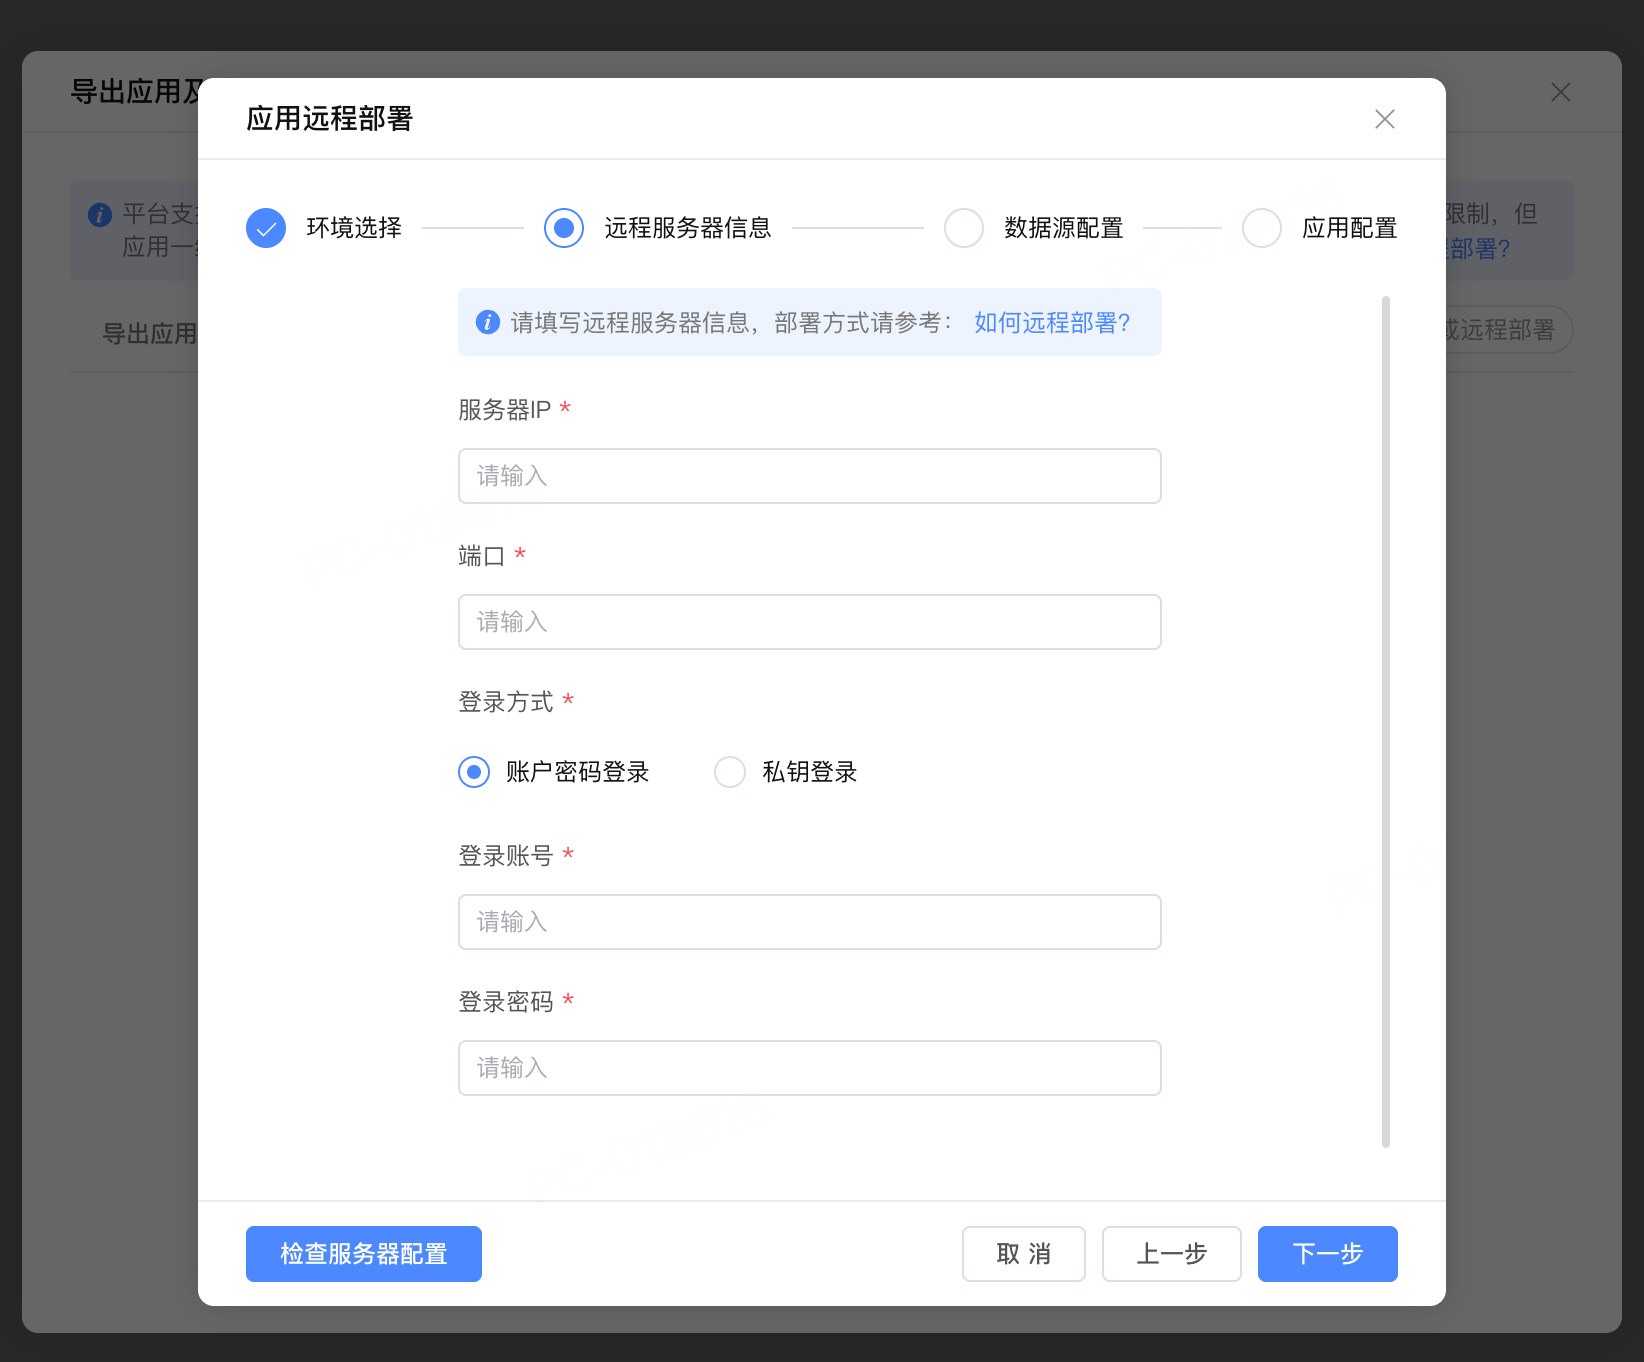 导出应用及
应用远程部署
环境选择
远程服务器信息
数据源配置
应用配置
平台支
限制，但
应用一
部署?
导出应用
或远程部署
请填写远程服务器信息，部署方式请参考： 如何远程部署?
服务器IP *
请输入
端口 *
请输入
登录方式 *
账户密码登录
私钥登录
登录账号 *
请输入
登录密码 *
请输入
检查服务器配置
取 消
上一步
下一步